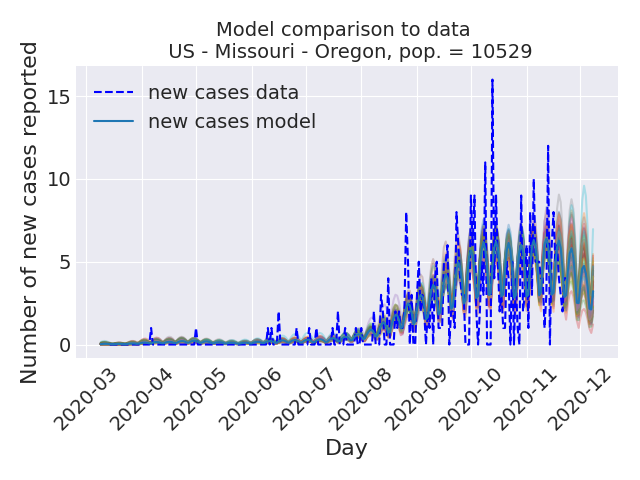 Model comparison to data
US - Missouri - Oregon, pop. = 10529
Number of new cases reported
15
10
5
0
new cases data
new cases model
2020-03
2020-04
2020-05
2020-06
2020-07
2020-08
2020-09
2020-10
2020-11
2020-12
Day